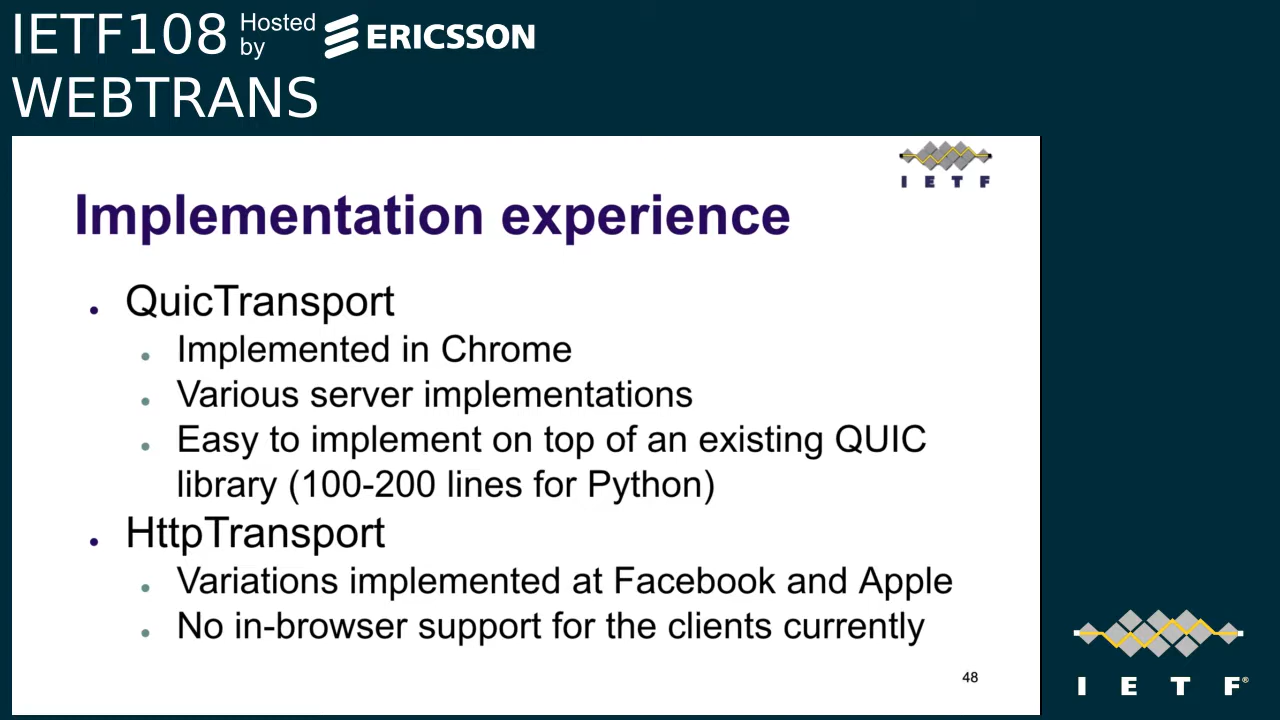 IETF108 Hosted by ERICSSON
WEBTRANS
I E T F
Implementation experience
• QuicTransport
• Implemented in Chrome
• Various server implementations
• Easy to implement on top of an existing QUIC
library (100-200 lines for Python)
• HttpTransport
• Variations implemented at Facebook and Apple
• No in-browser support for the clients currently
48
I E T F®